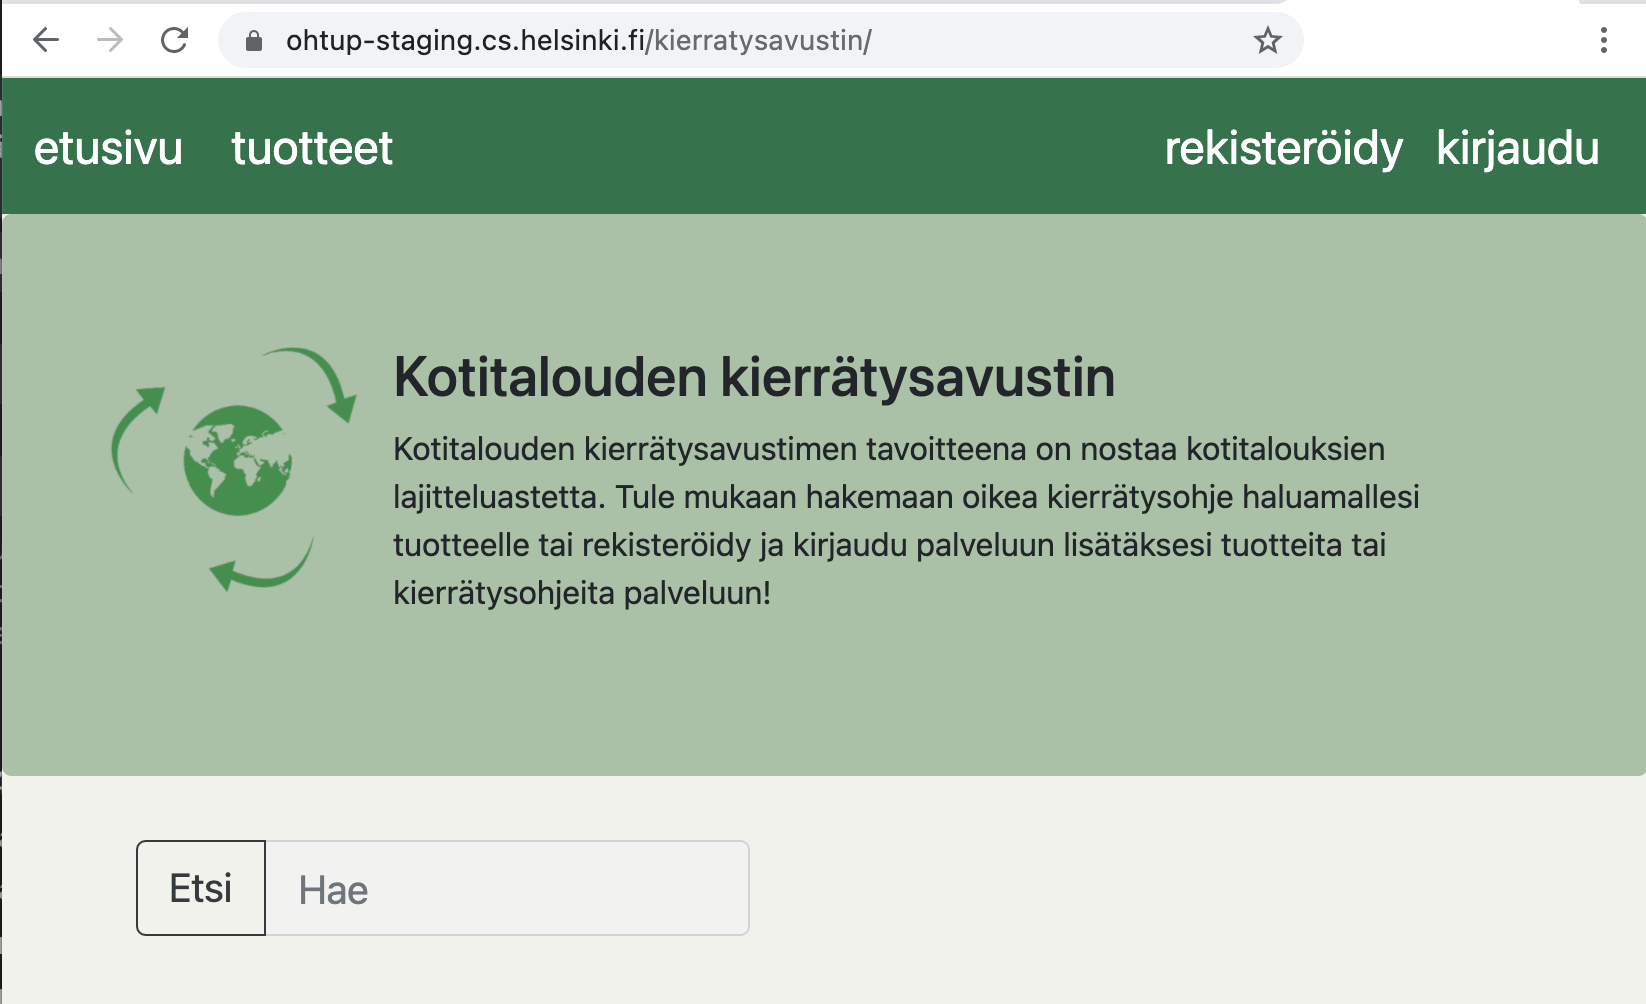 ohtup-staging.cs.helsinki.fi/kierratysavustin/
etusivu tuotteet rekisteröidy kirjaudu
Kotitalouden kierrätysavustin
Kotitalouden kierrätysavustimen tavoitteena on nostaa kotitalouksien
lajitteluastetta. Tule mukaan hakemaan oikea kierrätysohje haluamallesi
tuotteelle tai rekisteröidy ja kirjaudu palveluun lisätäksesi tuotteita tai
kierrätysohjeita palveluun!
Etsi Hae